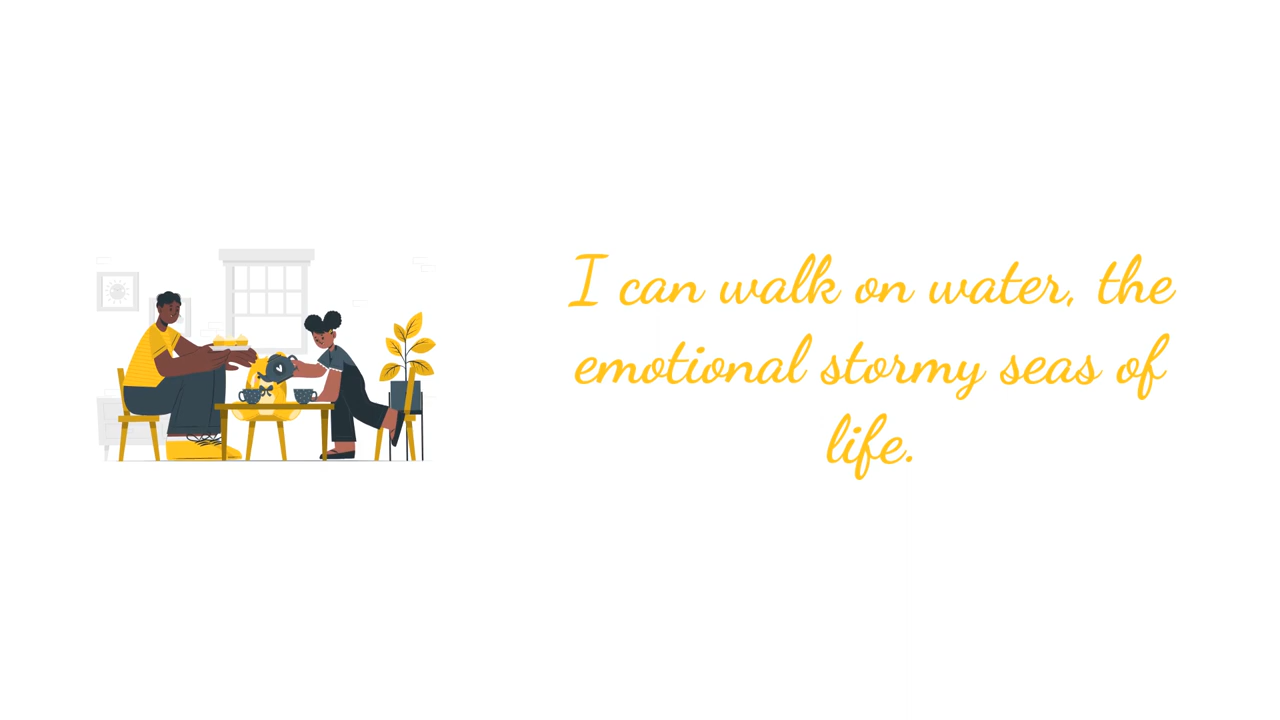 I can walk on water, the
emotional stormy seas of
life.